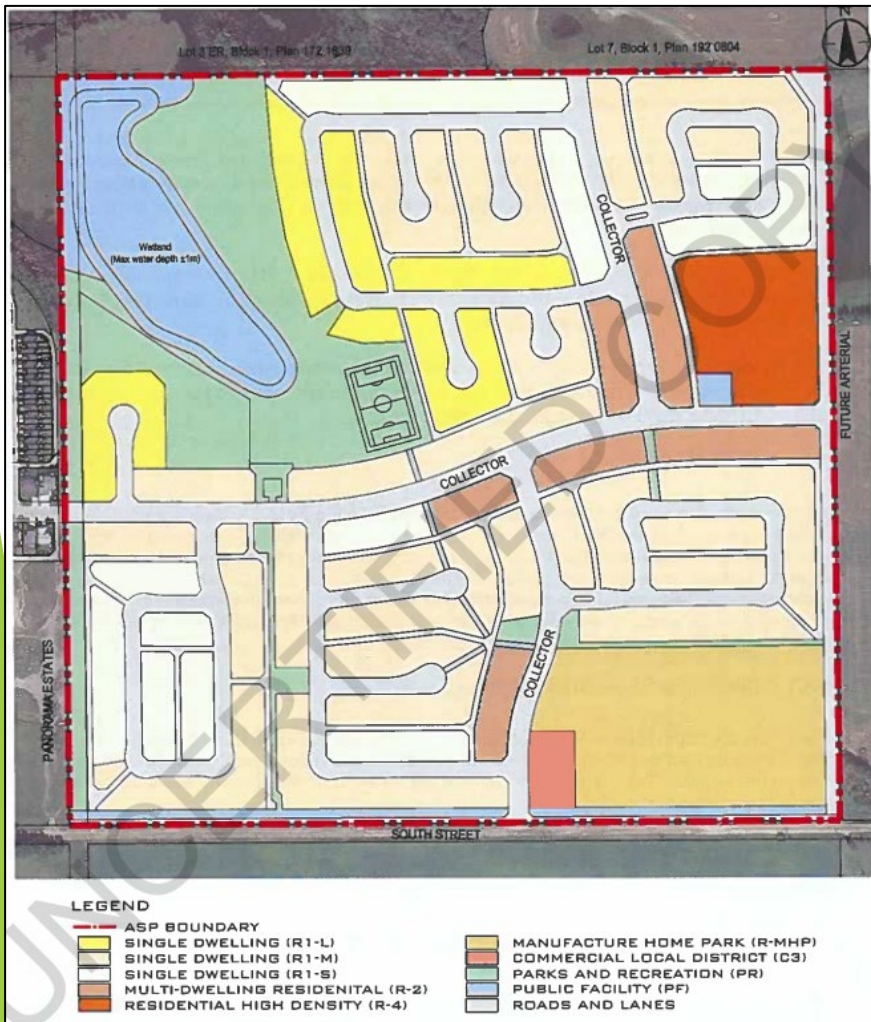 Lot 3 ER, Block 1, Plan 172 1639
Lot 7, Block 1, Plan 192 0804
Wetland
(Max water depth ±1m)
COLLECTOR
COLLECTOR
FUTURE ARTERIAL
COLLECTOR
COLLECTOR
PANORAMA ESTATES
SOUTH STREET
UNCERTIFIED COPY
LEGEND
ASP BOUNDARY
SINGLE DWELLING (R1-L)
SINGLE DWELLING (R1-M)
SINGLE DWELLING (R1-S)
MULTI-DWELLING RESIDENITAL (R-2)
RESIDENTIAL HIGH DENSITY (R-4)
MANUFACTURE HOME PARK (R-MHP)
COMMERCIAL LOCAL DISTRICT (C3)
PARKS AND RECREATION (PR)
PUBLIC FACILITY (PF)
ROADS AND LANES